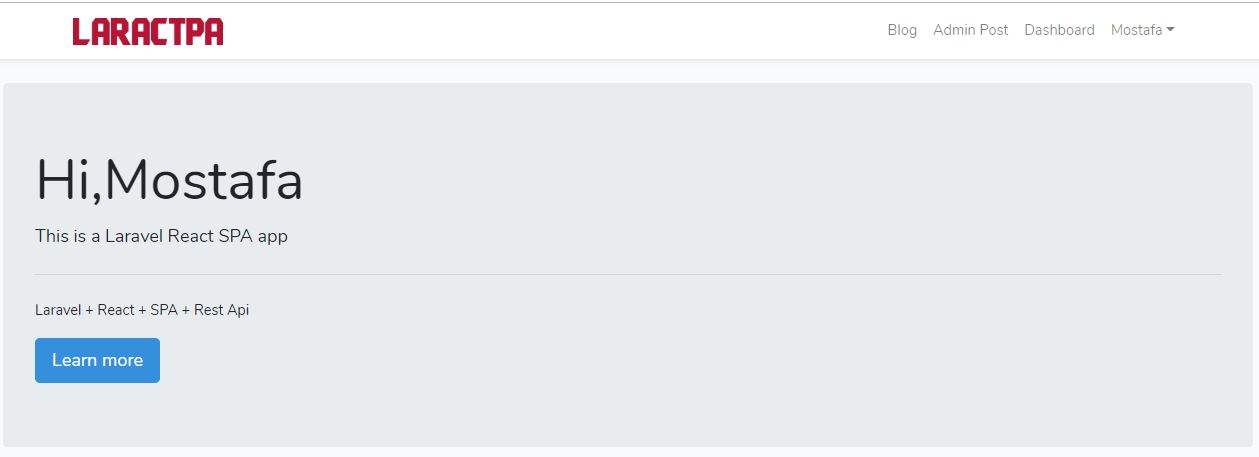 LARACTPA
Blog Admin Post Dashboard Mostafa
Hi,Mostafa
This is a Laravel React SPA app
Laravel + React + SPA + Rest Api
Learn more